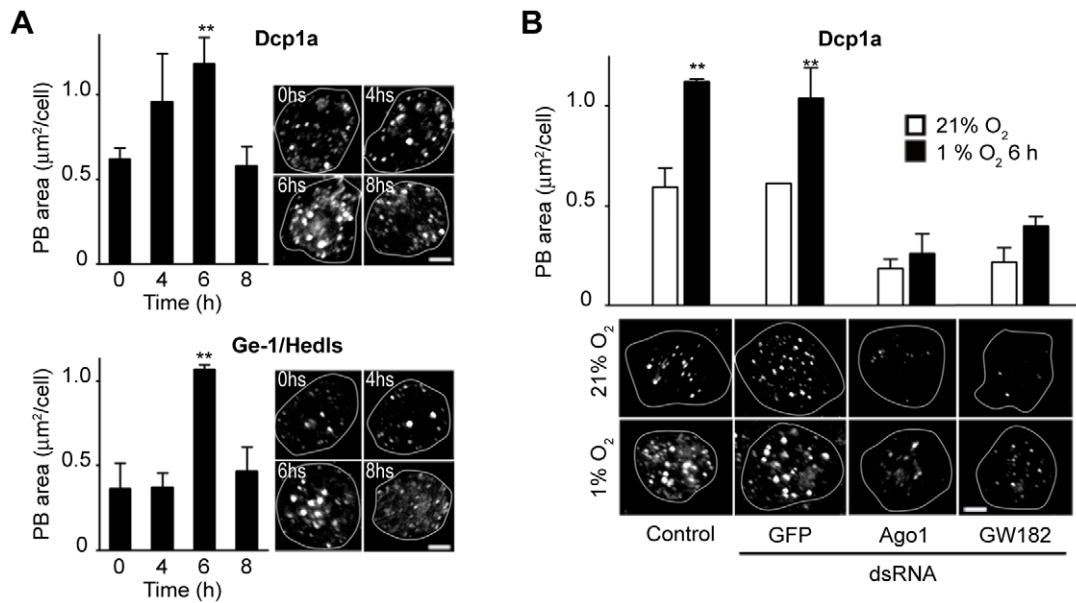 A
Dcp1a
**
PB area (μm²/cell)
1.0
0.5
0
0 4 6 8
Time (h)
0hs 4hs
6hs 8hs
Ge-1/Hedls
**
PB area (μm²/cell)
1.0
0.5
0
0 4 6 8
Time (h)
0hs 4hs
6hs 8hs
B
Dcp1a
** **
PB area (μm²/cell)
1.0
0.5
0
21% O₂
1 % O₂ 6 h
21% O₂
1% O₂
Control GFP Ago1 GW182
dsRNA